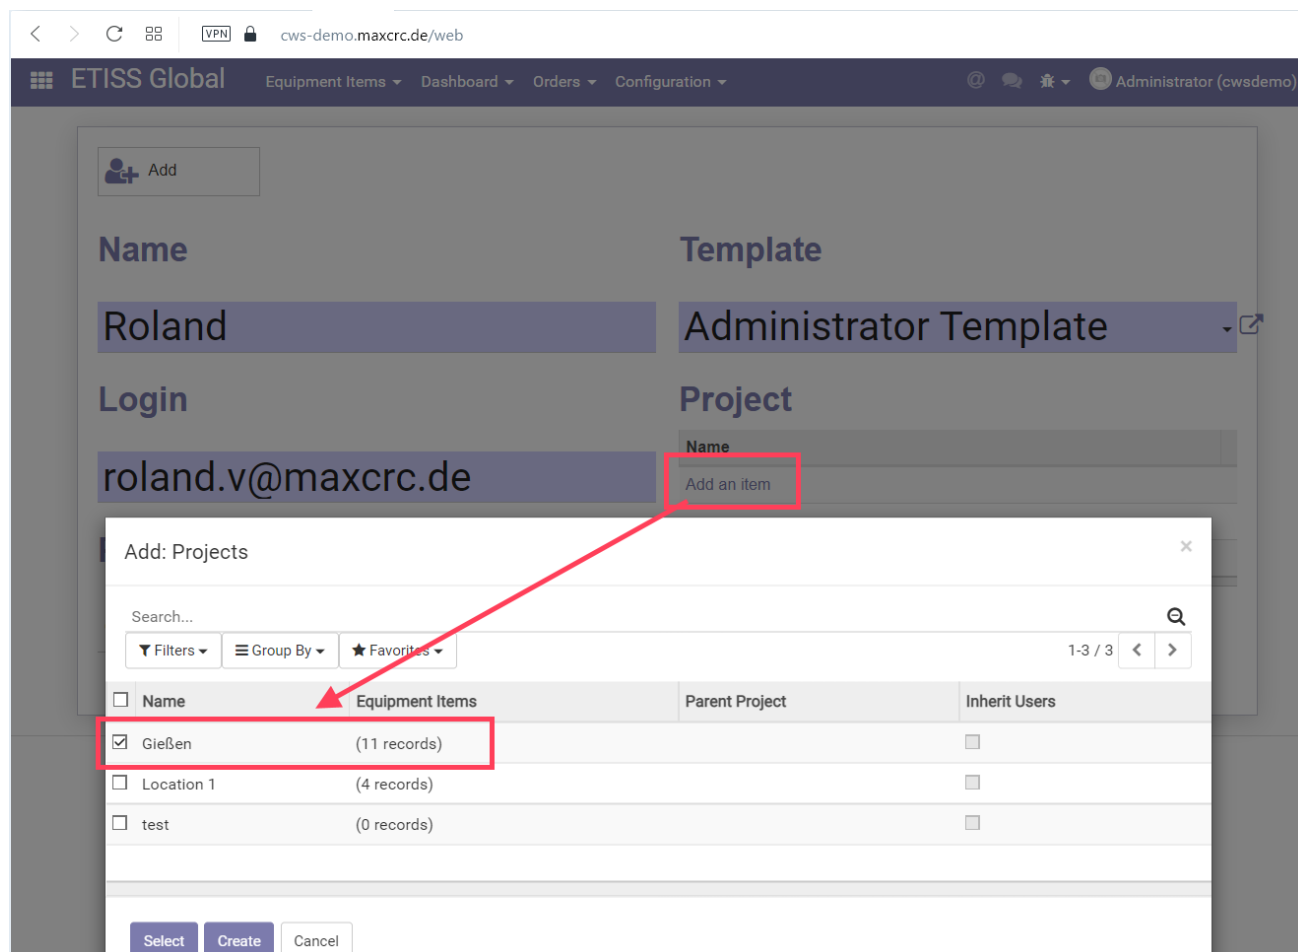 VPN cws-demo.maxcrc.de/web
ETISS Global Equipment Items Dashboard Orders Configuration @ Administrator (cwsdemo)
Add
Name Template
Roland Administrator Template
Login Project
Name
roland.v@maxcrc.de Add an item
Add: Projects ×
Search...
Filters Group By Favorites 1-3 / 3
Name Equipment Items Parent Project Inherit Users
Gießen (11 records)
Location 1 (4 records)
test (0 records)
Select Create Cancel